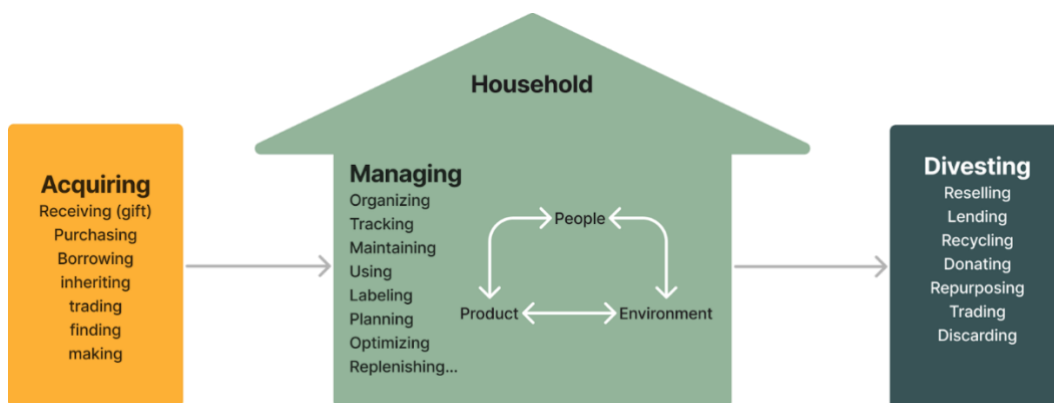 Household
Acquiring
Receiving (gift)
Purchasing
Borrowing
inheriting
trading
finding
making
Managing
Organizing
Tracking
Maintaining
Using
Labeling
Planning
Optimizing
Replenishing...
People
Product
Environment
Divesting
Reselling
Lending
Recycling
Donating
Repurposing
Trading
Discarding